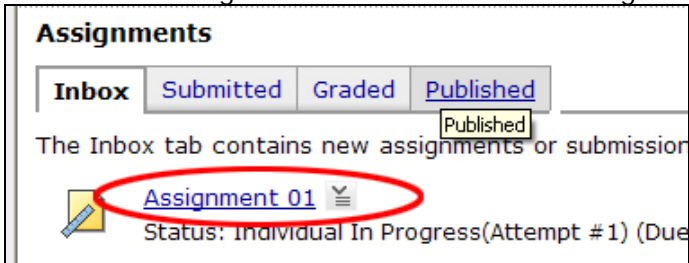 Assignments
Inbox Submitted Graded Published
Published
The Inbox tab contains new assignments or submission
Assignment 01
Status: Individual In Progress(Attempt #1) (Due